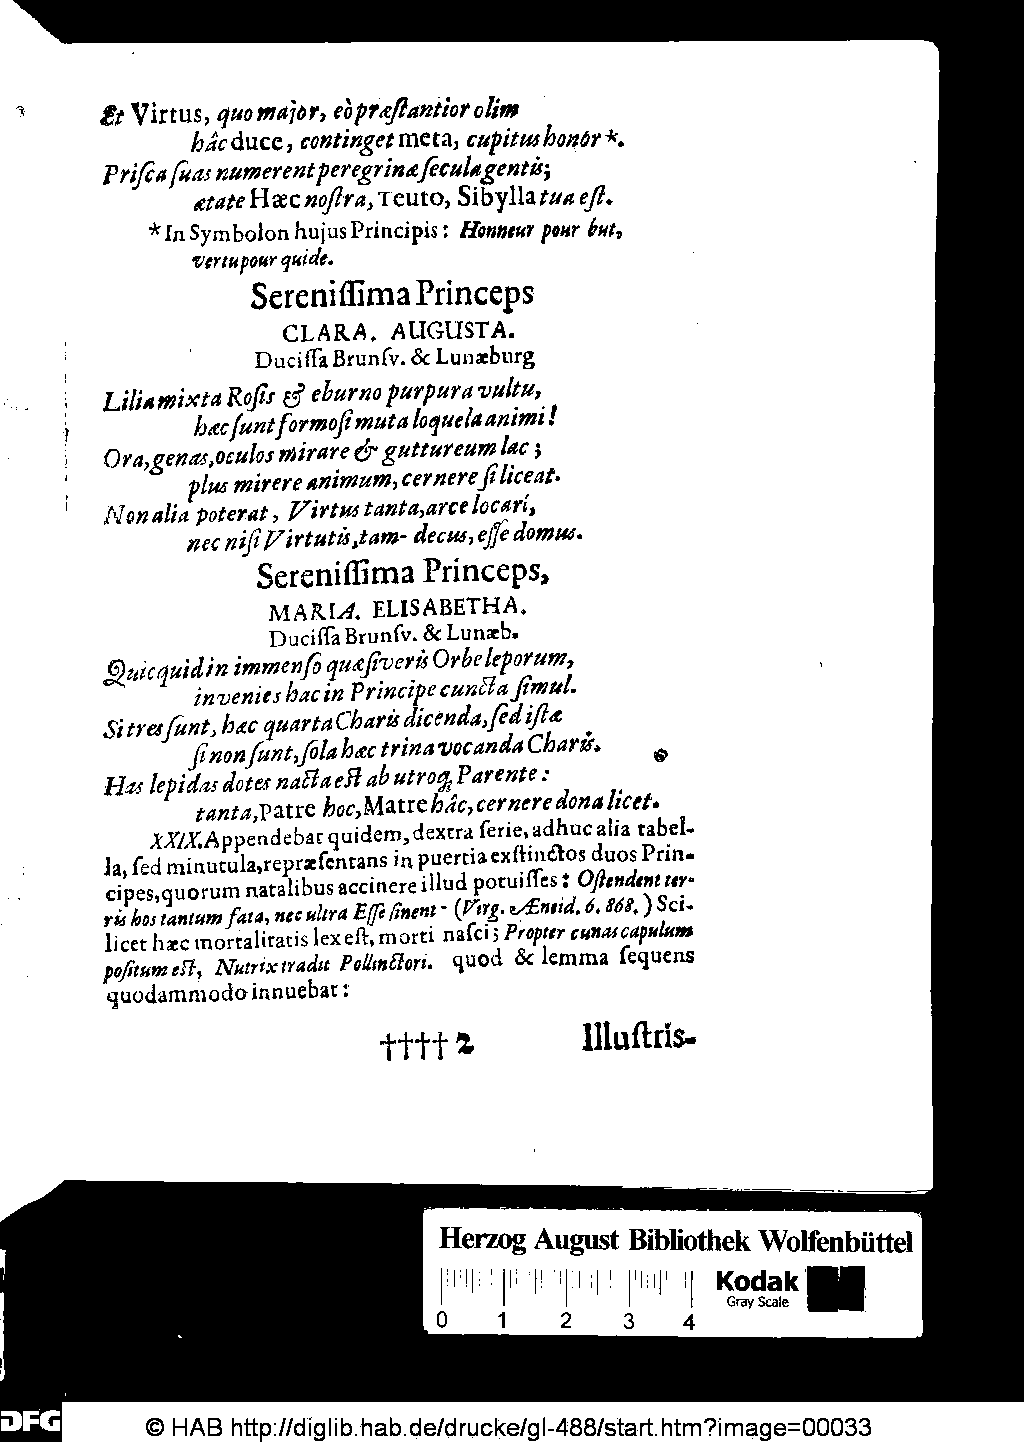 Et Virtus, quo major, eò præſtantior olim
hâc duce, continget meta, cupitus honor *.
Priſca ſuas numerent peregrinæ ſecula gentis;
ætate Hæc noſtra, Teuto, Sibylla tua eſt.
* In Symbolon hujus Principis: Honneur pour but,
vertu pour quide.
Sereniſſima Princeps
CLARA. AUGUSTA.
Duciſſa Brunſv. & Lunæburg
Lilia mixta Roſis & eburno purpura vultu,
hæc ſunt formoſi muta loquela animi!
Ora, genas, oculos mirare & guttureum lac;
plus mirere animum, cernere ſi liceat.
Non alia poterat, Virtus tanta, arce locari,
nec niſi Virtutis, tam- decus, eſſe domus.
Sereniſſima Princeps,
MARIA. ELISABETHA.
Duciſſa Brunſv. & Lunæb.
Quicquid in immenſo quæſiveris Orbe leporum,
invenies hac in Principe cuncta ſimul.
Si tres ſunt, hæc quarta Charis dicenda, ſed iſtæ
ſi non ſunt, ſola hæc trina vocanda Charis.
Has lepidas dotes nacta eſt ab utroq; Parente:
tanta, Patre hoc, Matre hâc, cernere dona licet.
XXIX. Appendebat quidem, dextra ſerie, adhuc alia tabel-
la, ſed minutula, repræſentans in puertia exſtinctos duos Prin-
cipes, quorum natalibus accinere illud potuiſſes: Oſtendent ter-
ris hos tantum fata, nec ultra Eſſe ſinent - (Virg. Æneid. 6. 868.) Sci-
licet hæc mortalitatis lex eſt, morti naſci; Propter cunas capulum
poſitum eſt, Nutrix tradit Pollinctori. quod & lemma ſequens
quodammodo innuebat:
†††† 2 Illuſtris-
Herzog August Bibliothek Wolfenbüttel
Kodak
Gray Scale
0 1 2 3 4
DFG
© HAB http://diglib.hab.de/drucke/gl-488/start.htm?image=00033